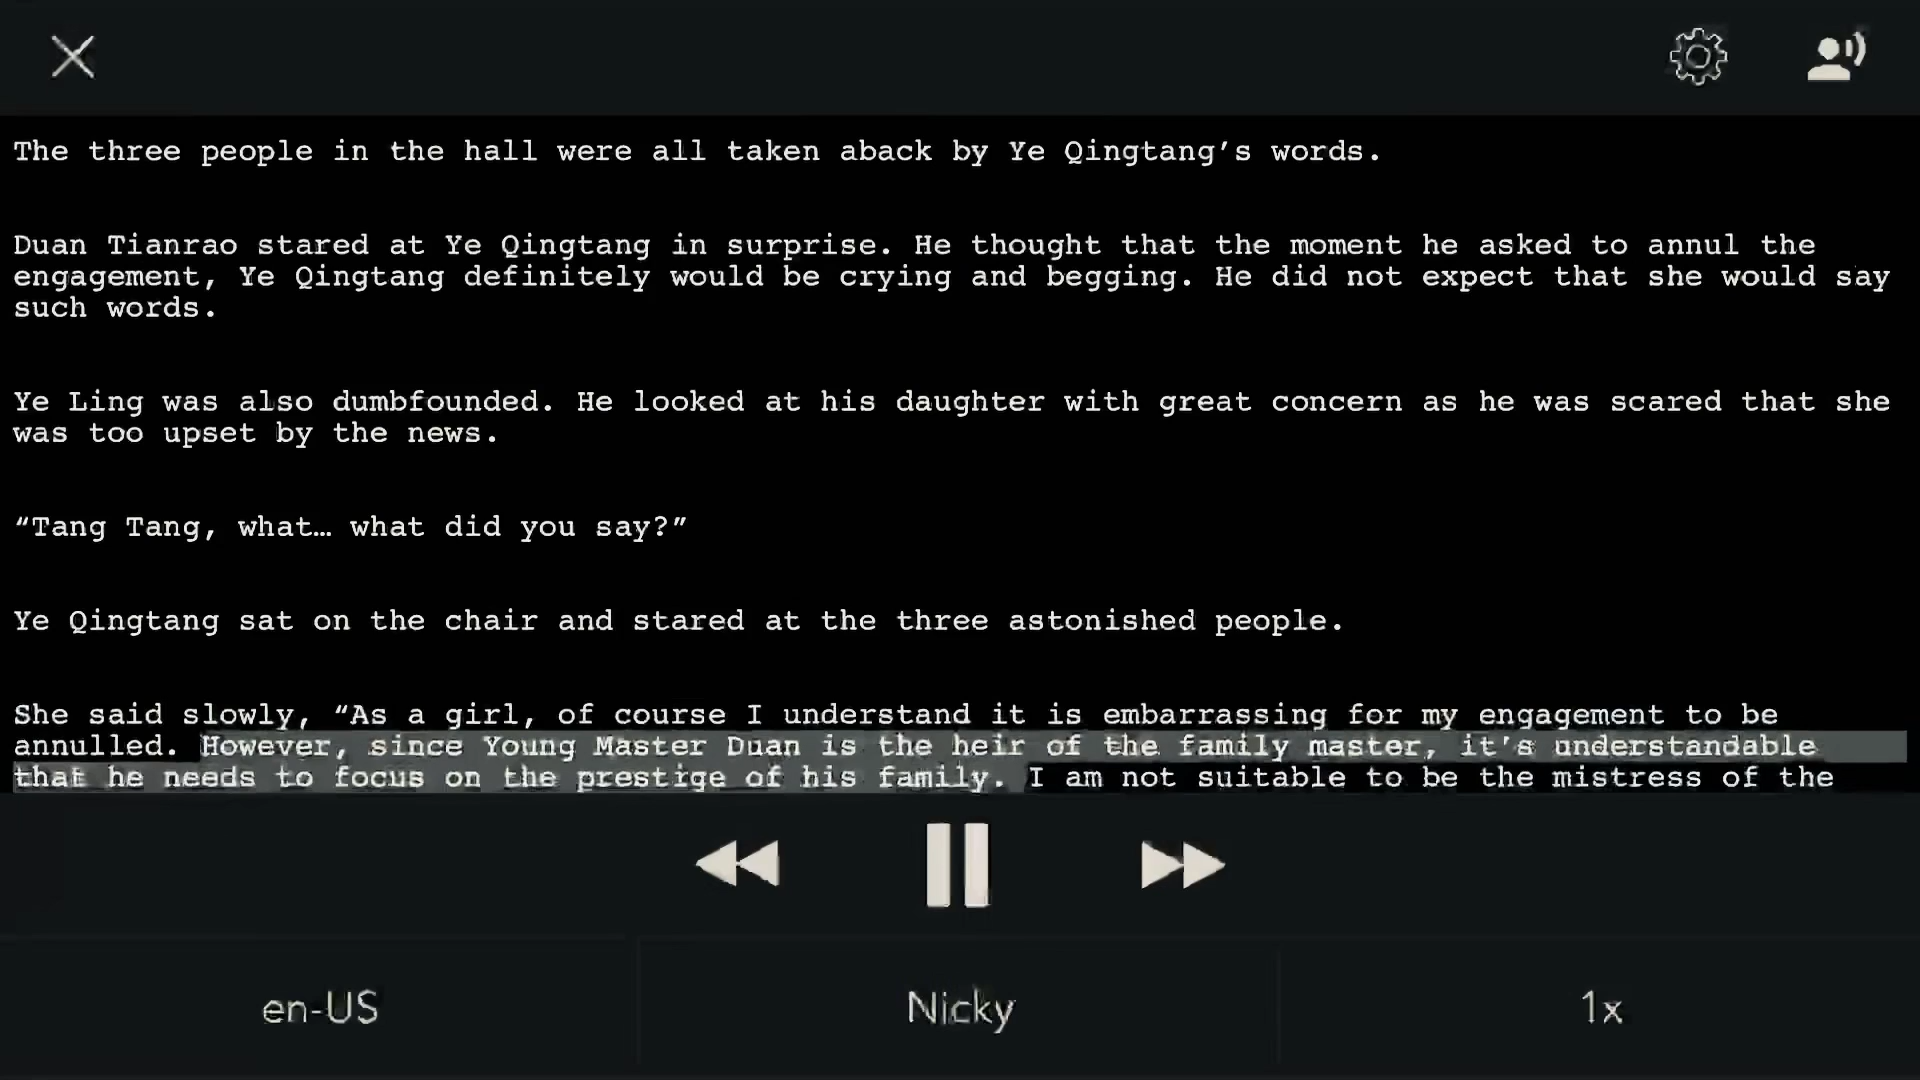 The three people in the hall were all taken aback by Ye Qingtang’s words.
Duan Tianrao stared at Ye Qingtang in surprise. He thought that the moment he asked to annul the
engagement, Ye Qingtang definitely would be crying and begging. He did not expect that she would say
such words.
Ye Ling was also dumbfounded. He looked at his daughter with great concern as he was scared that she
was too upset by the news.
“Tang Tang, what… what did you say?”
Ye Qingtang sat on the chair and stared at the three astonished people.
She said slowly, “As a girl, of course I understand it is embarrassing for my engagement to be
annulled. However, since Young Master Duan is the heir of the family master, it’s understandable
that he needs to focus on the prestige of his family. I am not suitable to be the mistress of the
en-US
Nicky
1x